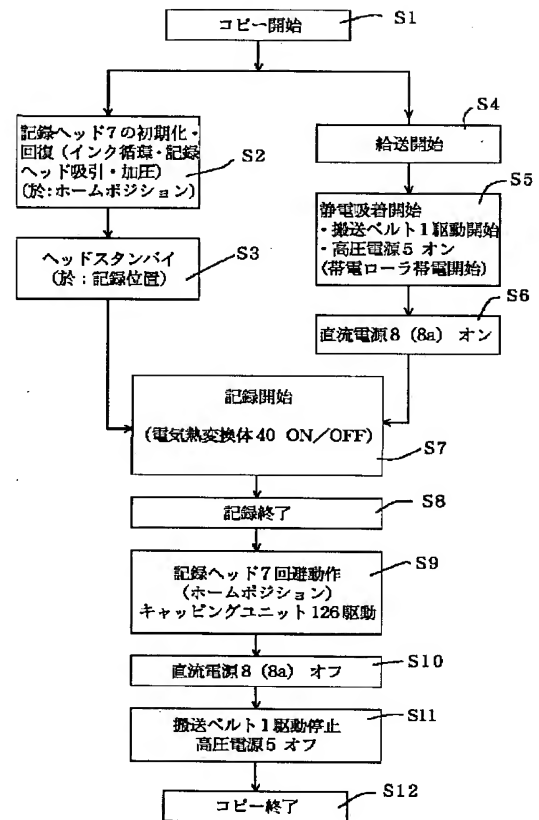 コピー開始
S1
記録ヘッド7の初期化・
回復(インク循環・記録
ヘッド吸引・加圧)
(於:ホームポジション)
S2
ヘッドスタンバイ
(於:記録位置)
S3
S4
給送開始
S5
静電吸着開始
・搬送ベルト1駆動開始
・高圧電源5 オン
(帯電ローラ帯電開始)
S6
直流電源8 (8a) オン
記録開始
(電気熱変換体40 ON/OFF)
S7
記録終了
S8
記録ヘッド7回避動作
(ホームポジション)
キャッピングユニット126駆動
S9
直流電源8 (8a) オフ
S10
搬送ベルト1駆動停止
高圧電源5 オフ
S11
コピー終了
S12